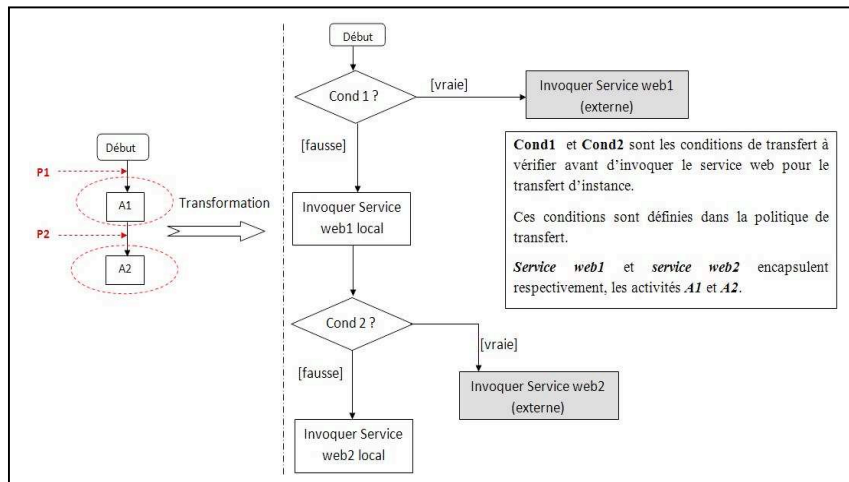 Début
P1
A1
P2
A2
Transformation
Début
Cond 1 ?
[vraie]
Invoquer Service web1
(externe)
[fausse]
Invoquer Service
web1 local
Cond1 et Cond2 sont les conditions de transfert à
vérifier avant d'invoquer le service web pour le
transfert d'instance.
Ces conditions sont définies dans la politique de
transfert.
Service web1 et service web2 encapsulent
respectivement, les activités A1 et A2.
Cond 2 ?
[vraie]
[fausse]
Invoquer Service web2
(externe)
Invoquer Service
web2 local